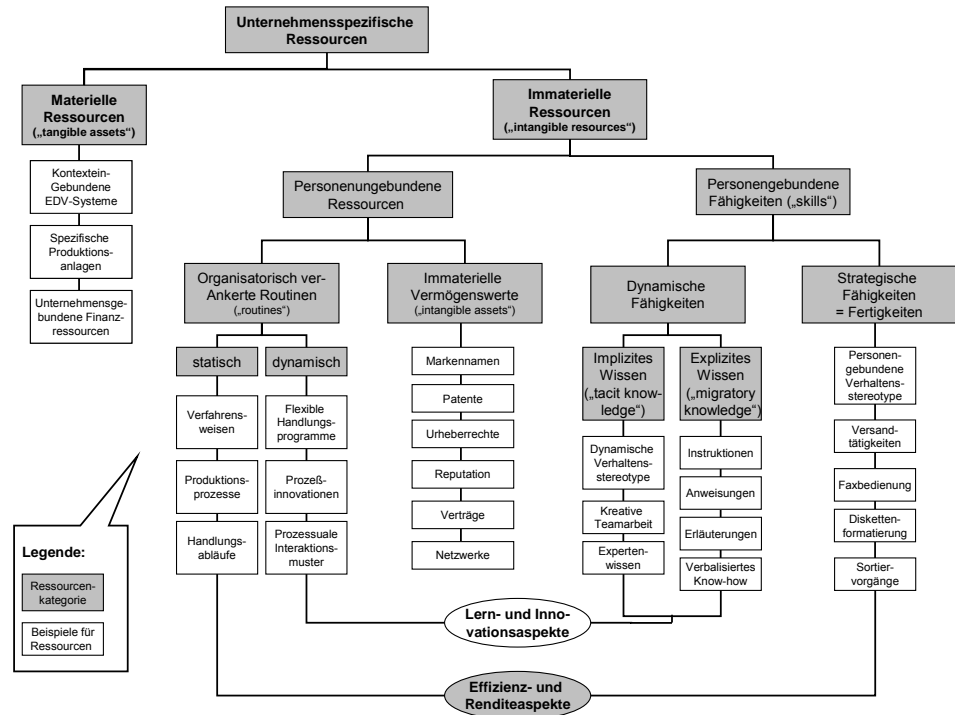 Unternehmensspezifische
Ressourcen
Materielle
Ressourcen
(„tangible assets“)
Immaterielle
Ressourcen
(„intangible resources“)
Kontextein-
Gebundene
EDV-Systeme
Spezifische
Produktions-
anlagen
Unternehmensge-
bundene Finanz-
ressourcen
Personenungebundene
Ressourcen
Personengebundene
Fähigkeiten („skills“)
Organisatorisch ver-
Ankerte Routinen
(„routines“)
Immaterielle
Vermögenswerte
(„intangible assets“)
Dynamische
Fähigkeiten
Strategische
Fähigkeiten
= Fertigkeiten
statisch
Verfahrens-
weisen
Produktions-
prozesse
Handlungs-
abläufe
dynamisch
Flexible
Handlungs-
programme
Prozeß-
innovationen
Prozessuale
Interaktions-
muster
Markennamen
Patente
Urheberrechte
Reputation
Verträge
Netzwerke
Implizites
Wissen
(„tacit know-
ledge“)
Dynamische
Verhaltens-
stereotype
Kreative
Teamarbeit
Experten-
wissen
Explizites
Wissen
(„migratory
knowledge“)
Instruktionen
Anweisungen
Erläuterungen
Verbalisiertes
Know-how
Personen-
gebundene
Verhaltens-
stereotype
Versand-
tätigkeiten
Faxbedienung
Disketten-
formatierung
Sortier-
vorgänge
Legende:
Ressourcen-
kategorie
Beispiele für
Ressourcen
Lern- und Inno-
vationsaspekte
Effizienz- und
Renditeaspekte